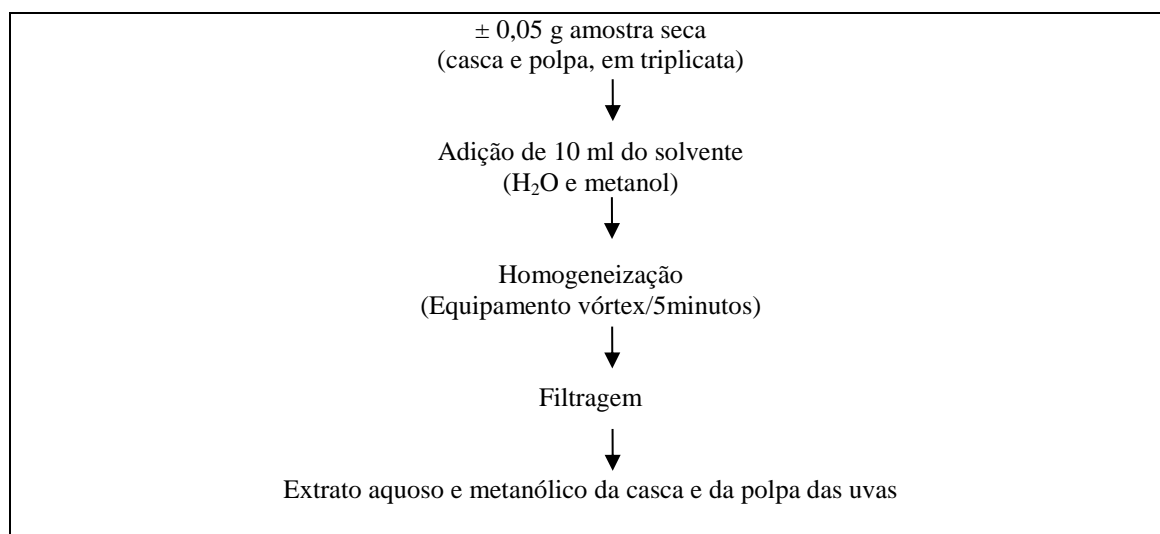 ± 0,05 g amostra seca
(casca e polpa, em triplicata)
Adição de 10 ml do solvente
(H₂O e metanol)
Homogeneização
(Equipamento vórtex/5minutos)
Filtragem
Extrato aquoso e metanólico da casca e da polpa das uvas